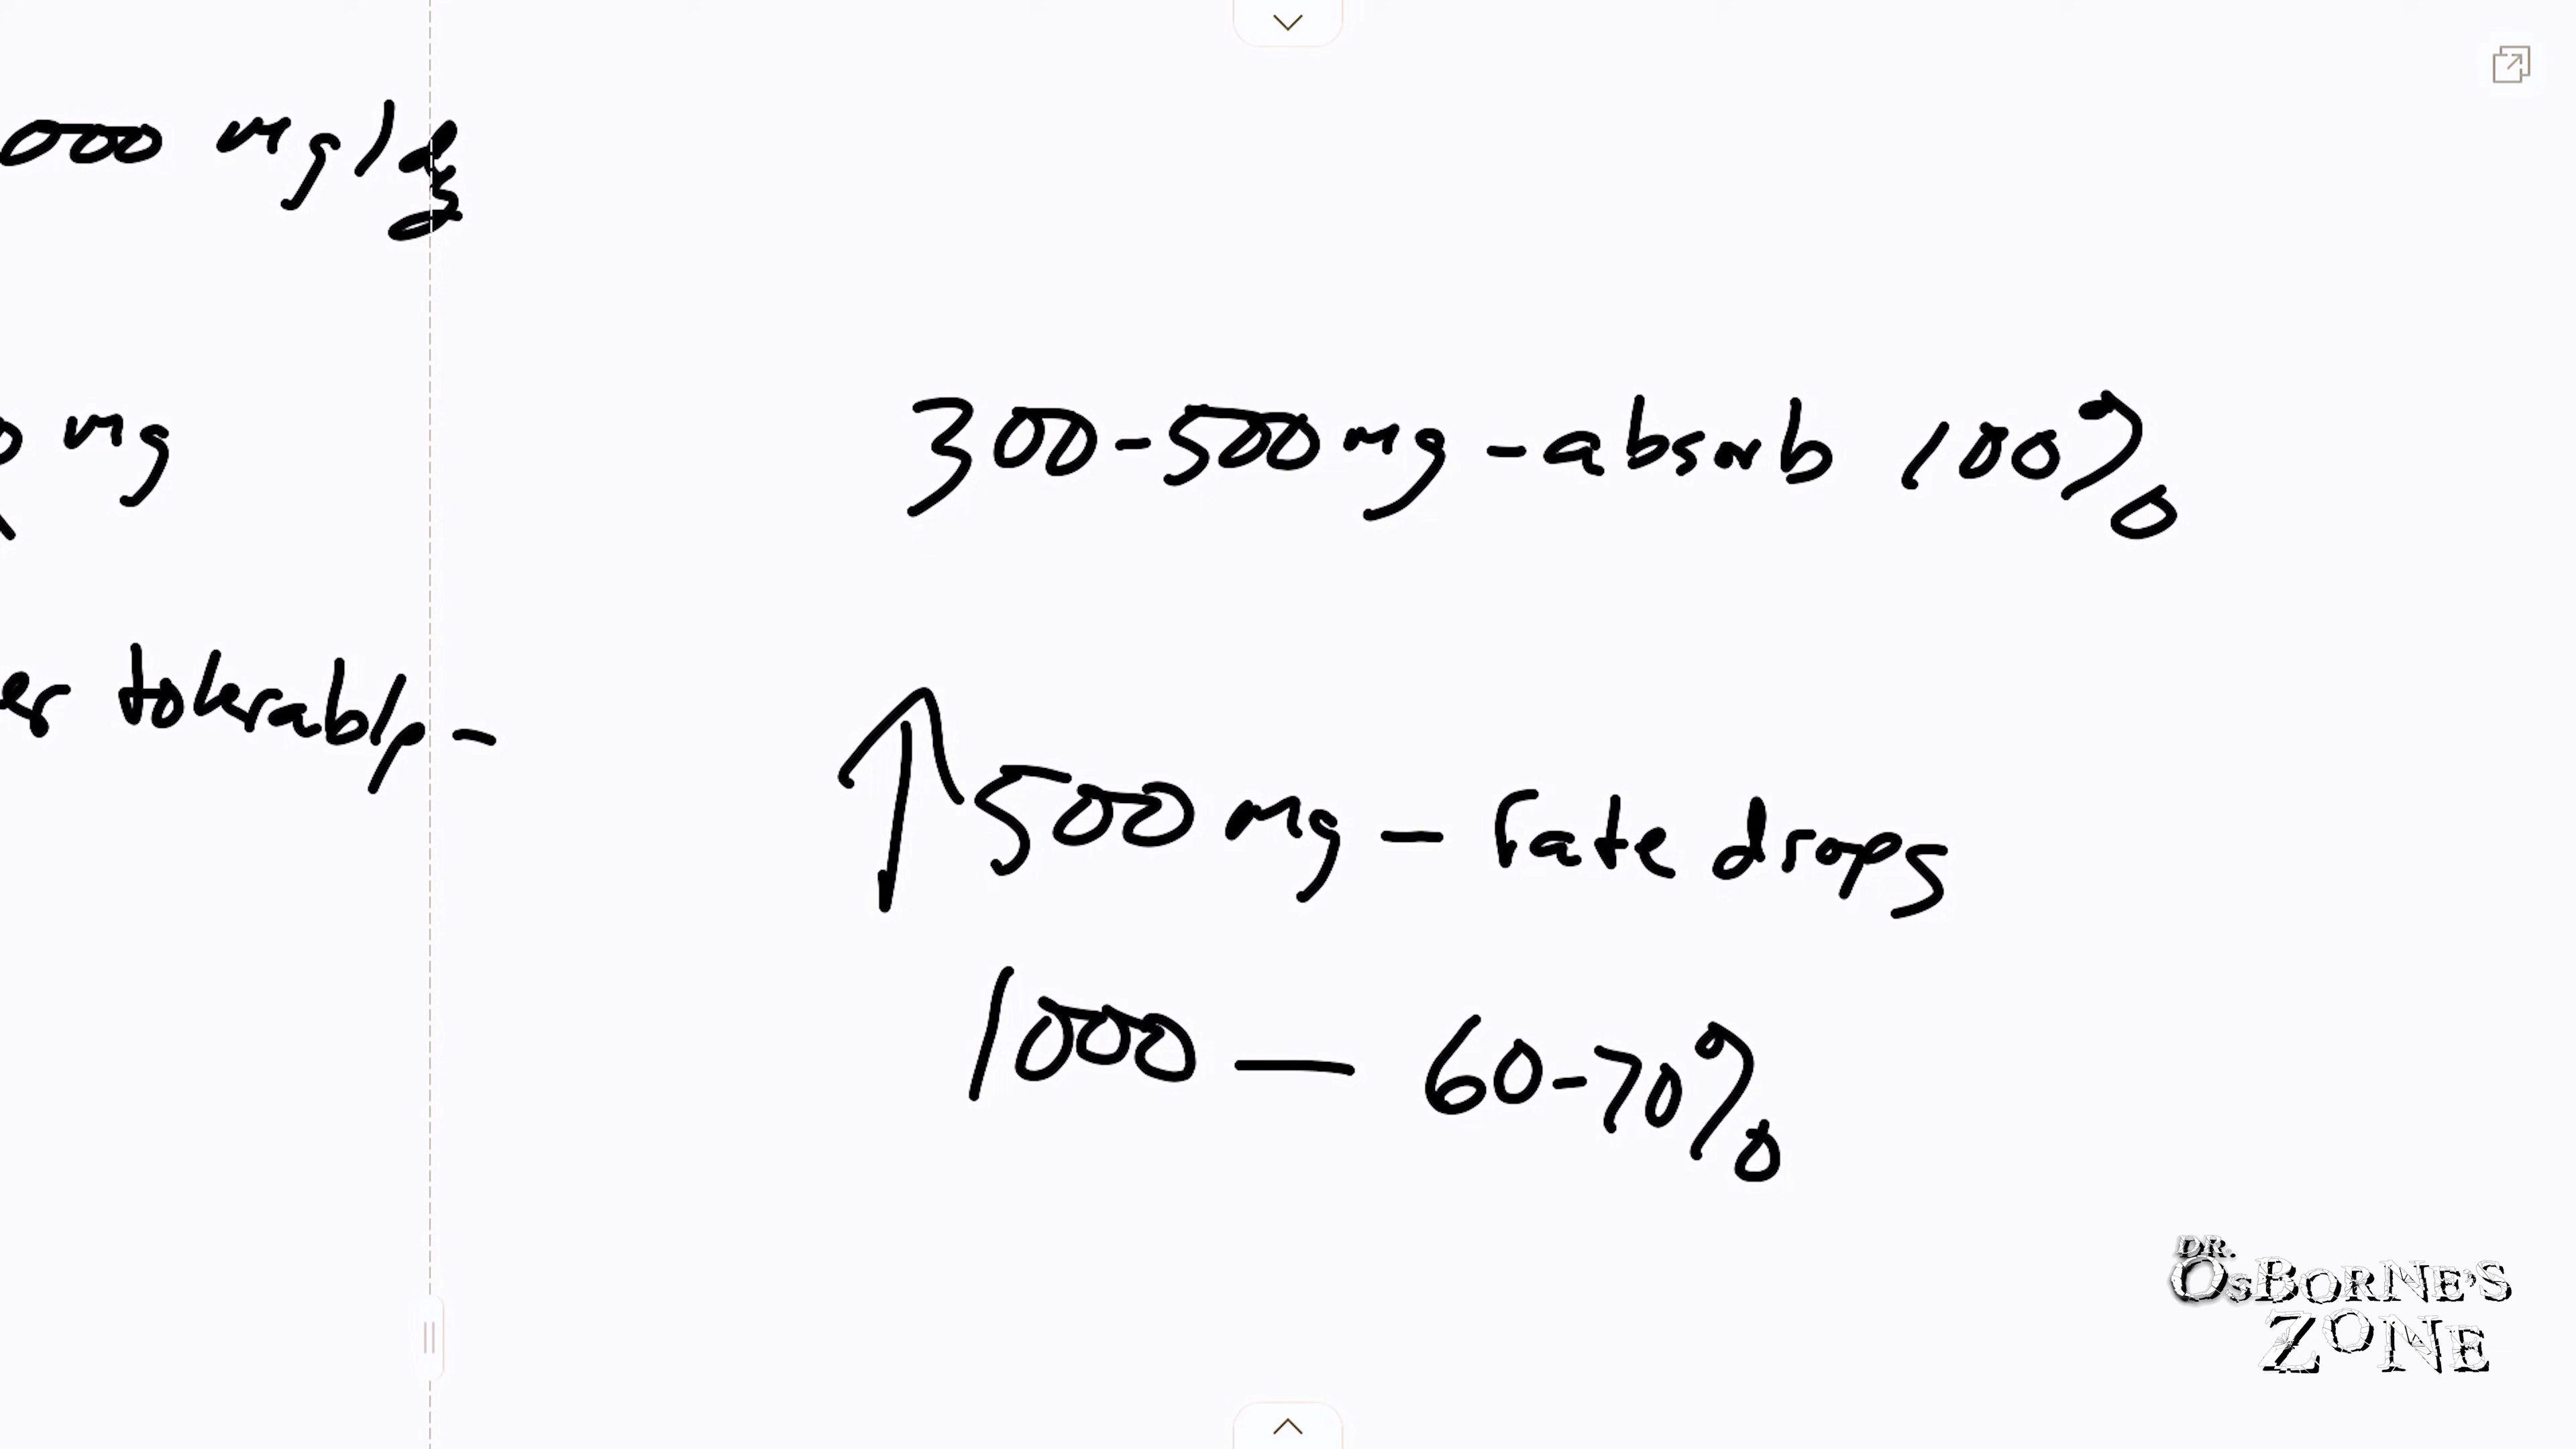 000 mg/d
mg
er tolerable -
300-500 mg - absorb 100%
↑500 mg - rate drops
1000 — 60-70%
DR.
OSBORNE'S
ZONE